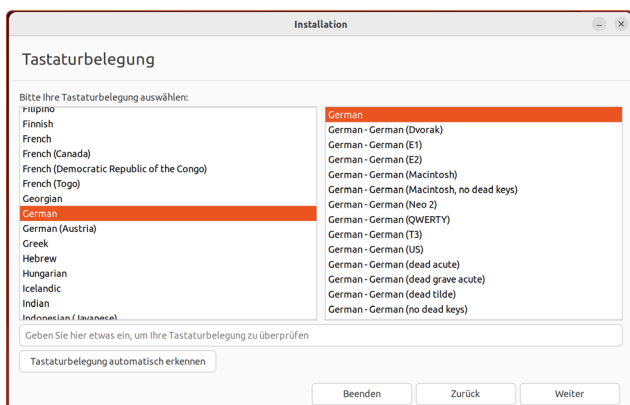 Installation
Tastaturbelegung
Bitte Ihre Tastaturbelegung auswählen:
Filipino
Finnish
French
French (Canada)
French (Democratic Republic of the Congo)
French (Togo)
Georgian
German
German (Austria)
Greek
Hebrew
Hungarian
Icelandic
Indian
Indonesian (Javanese)
German
German - German (Dvorak)
German - German (E1)
German - German (E2)
German - German (Macintosh)
German - German (Macintosh, no dead keys)
German - German (Neo 2)
German - German (QWERTY)
German - German (T3)
German - German (US)
German - German (dead acute)
German - German (dead grave acute)
German - German (dead tilde)
German - German (no dead keys)
Geben Sie hier etwas ein, um Ihre Tastaturbelegung zu überprüfen
Tastaturbelegung automatisch erkennen
Beenden
Zurück
Weiter